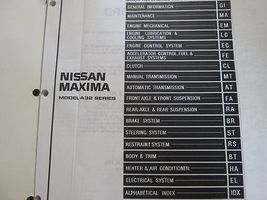 GENERAL INFORMATION GI
MAINTENANCE MA
ENGINE MECHANICAL EM
ENGINE LUBRICATION & COOLING SYSTEMS LC
ENGINE CONTROL SYSTEM EC
ACCELERATOR CONTROL, FUEL & EXHAUST SYSTEMS FE
CLUTCH CL
MANUAL TRANSMISSION MT
AUTOMATIC TRANSMISSION AT
FRONT AXLE & FRONT SUSPENSION FA
REAR AXLE & REAR SUSPENSION RA
BRAKE SYSTEM BR
STEERING SYSTEM ST
RESTRAINT SYSTEM RS
BODY & TRIM BT
HEATER & AIR CONDITIONER HA
ELECTRICAL SYSTEM EL
ALPHABETICAL INDEX IDX
NISSAN
MAXIMA
MODEL A32 SERIES